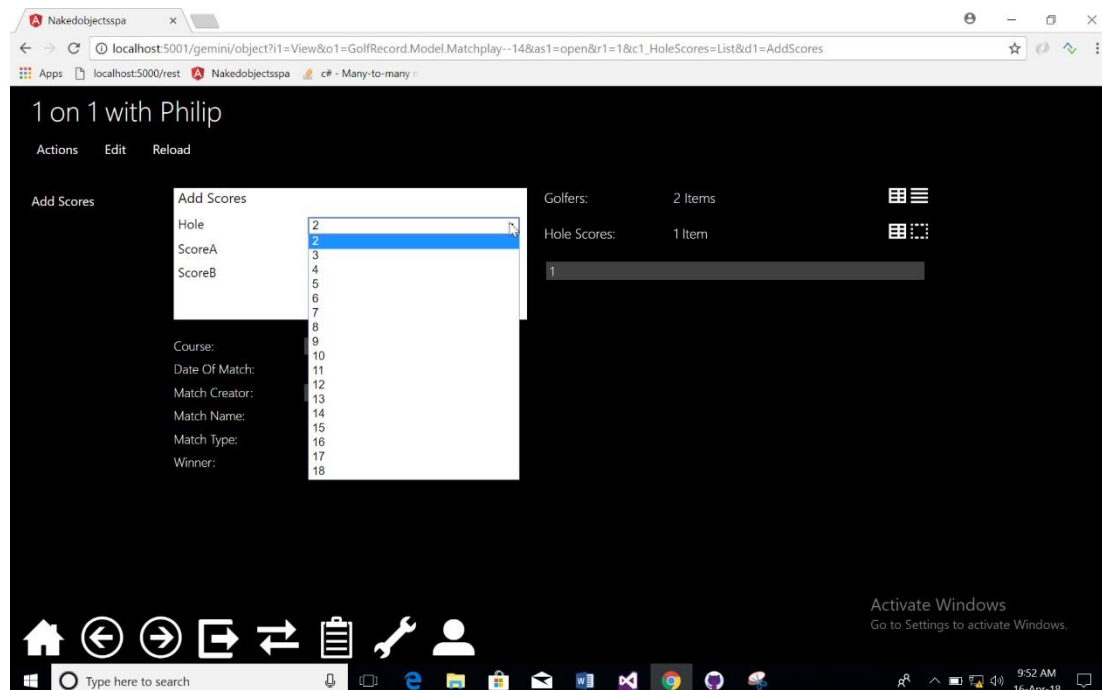 Nakedobjectsspa
localhost:5001/gemini/object?i1=View&o1=GolfRecord.Model.Matchplay--14&as1=open&r1=1&c1_HoleScores=List&d1=AddScores
Apps localhost:5000/rest Nakedobjectsspa c# - Many-to-many
1 on 1 with Philip
Actions Edit Reload
Add Scores
Add Scores
Hole 2
ScoreA
ScoreB
2
3
4
5
6
7
8
9
10
11
12
13
14
15
16
17
18
Course:
Date Of Match:
Match Creator:
Match Name:
Match Type:
Winner:
Golfers: 2 Items
Hole Scores: 1 Item
1
Activate Windows
Go to Settings to activate Windows.
Type here to search
9:52 AM
16-Apr-18